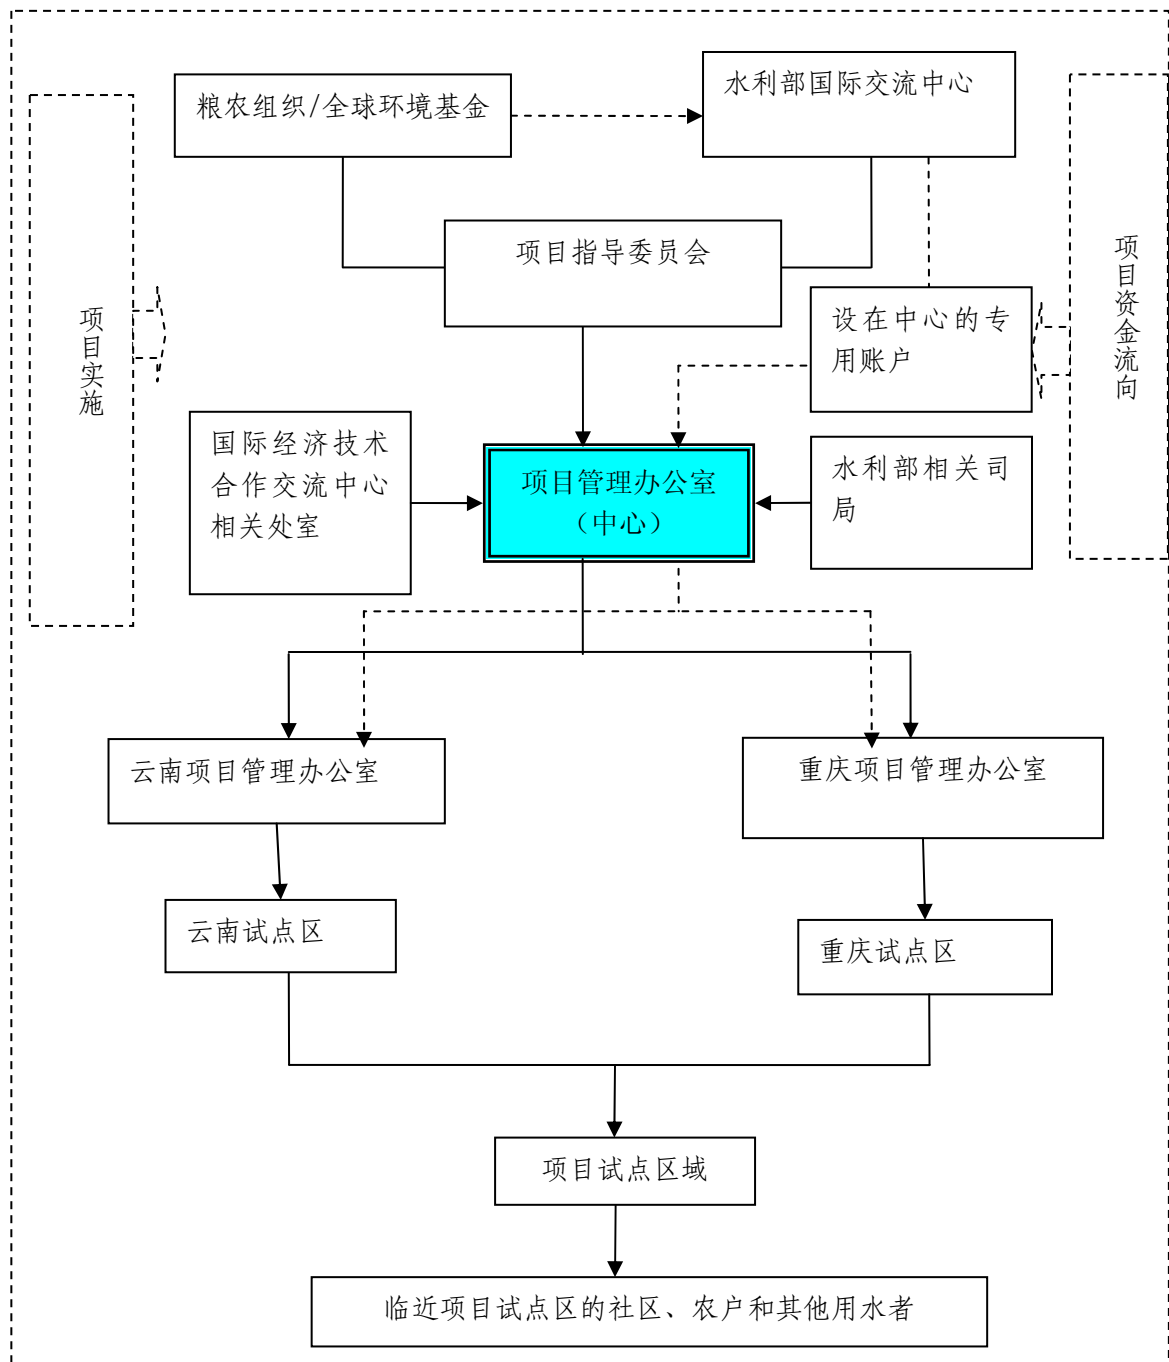 粮农组织/全球环境基金
水利部国际交流中心
项目指导委员会
项目实施
项目资金流向
设在中心的专
用账户
国际经济技术
合作交流中心
相关处室
项目管理办公室
（中心）
水利部相关司
局
云南项目管理办公室
重庆项目管理办公室
云南试点区
重庆试点区
项目试点区域
临近项目试点区的社区、农户和其他用水者